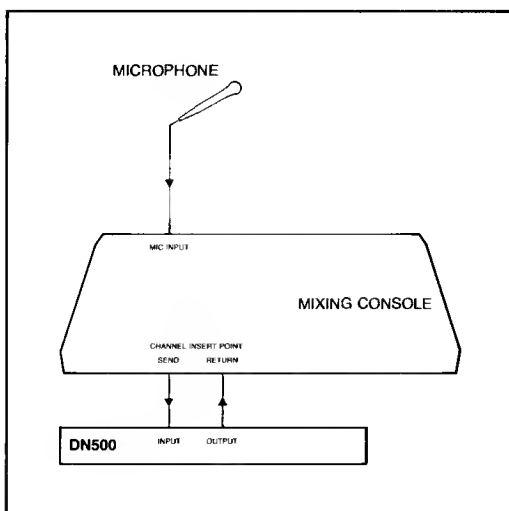 MICROPHONE
MIC INPUT
MIXING CONSOLE
CHANNEL INSERT POINT
SEND RETURN
DN500 INPUT OUTPUT